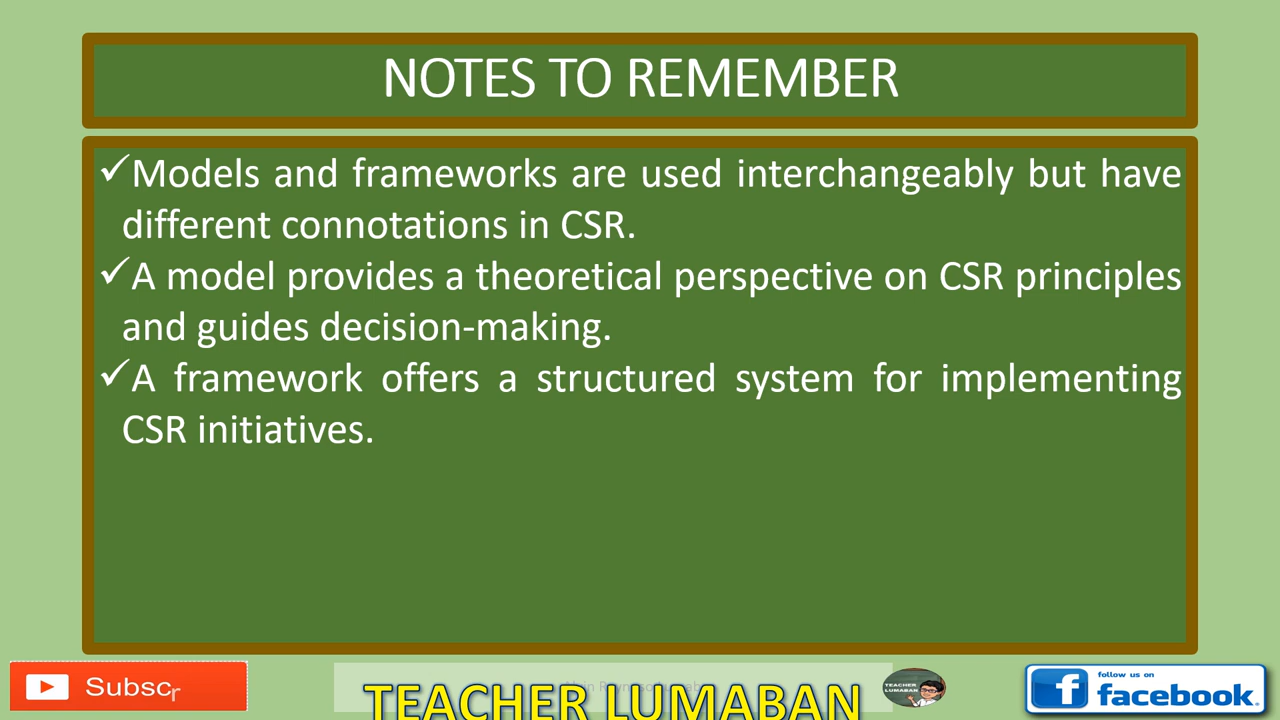 NOTES TO REMEMBER
✓Models and frameworks are used interchangeably but have
different connotations in CSR.
✓A model provides a theoretical perspective on CSR principles
and guides decision-making.
✓A framework offers a structured system for implementing
CSR initiatives.
Subscr
TEACHER LUMABAN
TEACHER
LUMABAN
follow us on
facebook.